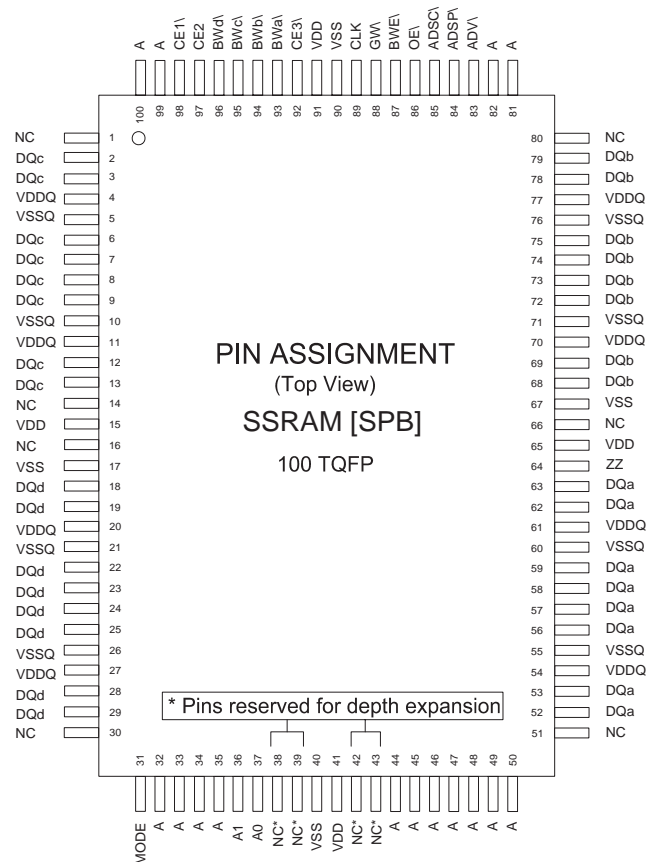 A A CE1\ CE2 BWd\ BWc\ BWb\ BWa\ CE3\ VDD VSS CLK GW\ BWE\ OE\ ADSC\ ADSP\ ADV\ A A
100 99 98 97 96 95 94 93 92 91 90 89 88 87 86 85 84 83 82 81
NC 1 80 NC
DQc 2 79 DQb
DQc 3 78 DQb
VDDQ 4 77 VDDQ
VSSQ 5 76 VSSQ
DQc 6 75 DQb
DQc 7 74 DQb
DQc 8 73 DQb
DQc 9 72 DQb
VSSQ 10 71 VSSQ
VDDQ 11 70 VDDQ
DQc 12 69 DQb
DQc 13 68 DQb
NC 14 67 VSS
VDD 15 66 NC
NC 16 65 VDD
VSS 17 64 ZZ
DQd 18 63 DQa
DQd 19 62 DQa
VDDQ 20 61 VDDQ
VSSQ 21 60 VSSQ
DQd 22 59 DQa
DQd 23 58 DQa
DQd 24 57 DQa
DQd 25 56 DQa
VSSQ 26 55 VSSQ
VDDQ 27 54 VDDQ
DQd 28 53 DQa
DQd 29 52 DQa
NC 30 51 NC
PIN ASSIGNMENT
(Top View)
SSRAM [SPB]
100 TQFP
* Pins reserved for depth expansion
31 32 33 34 35 36 37 38 39 40 41 42 43 44 45 46 47 48 49 50
MODE A A A A A1 A0 NC* NC* VSS VDD NC* NC* A A A A A A A